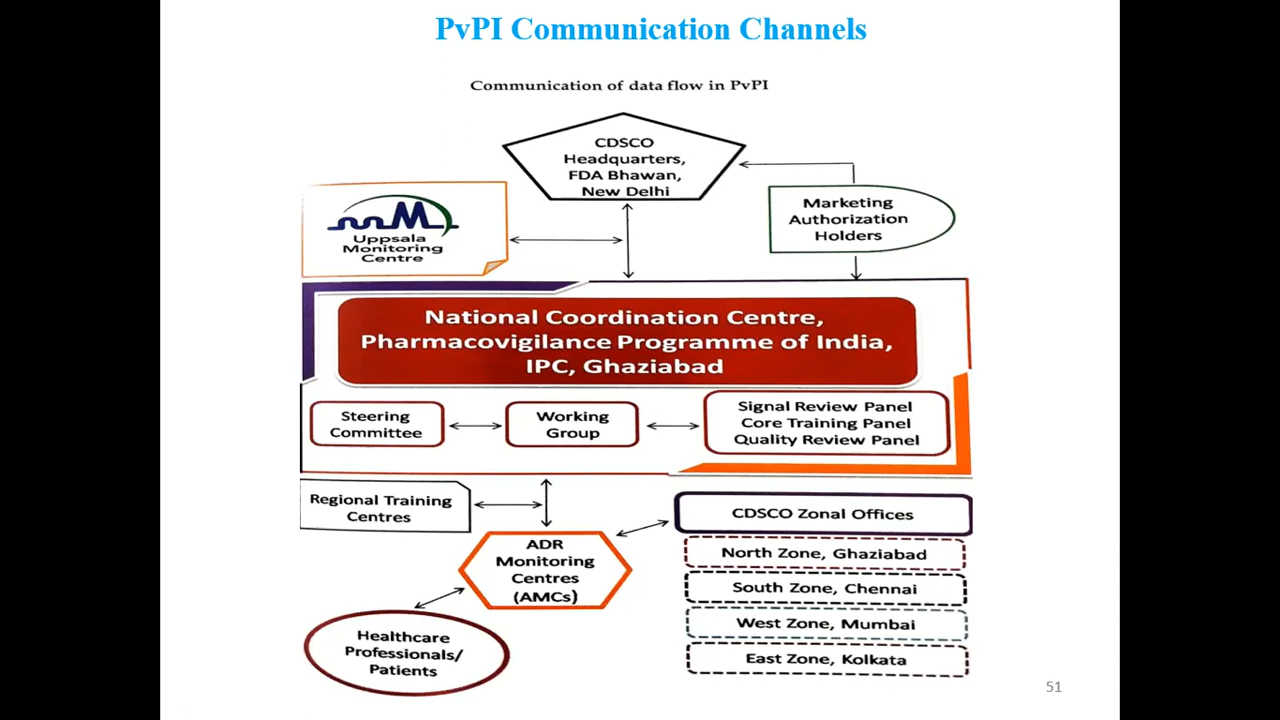 PvPI Communication Channels
Communication of data flow in PvPI
CDSCO
Headquarters,
FDA Bhawan,
New Delhi
Uppsala
Monitoring
Centre
Marketing
Authorization
Holders
National Coordination Centre,
Pharmacovigilance Programme of India,
IPC, Ghaziabad
Steering
Committee
Working
Group
Signal Review Panel
Core Training Panel
Quality Review Panel
Regional Training
Centres
ADR
Monitoring
Centres
(AMCs)
CDSCO Zonal Offices
North Zone, Ghaziabad
South Zone, Chennai
West Zone, Mumbai
East Zone, Kolkata
Healthcare
Professionals/
Patients
51